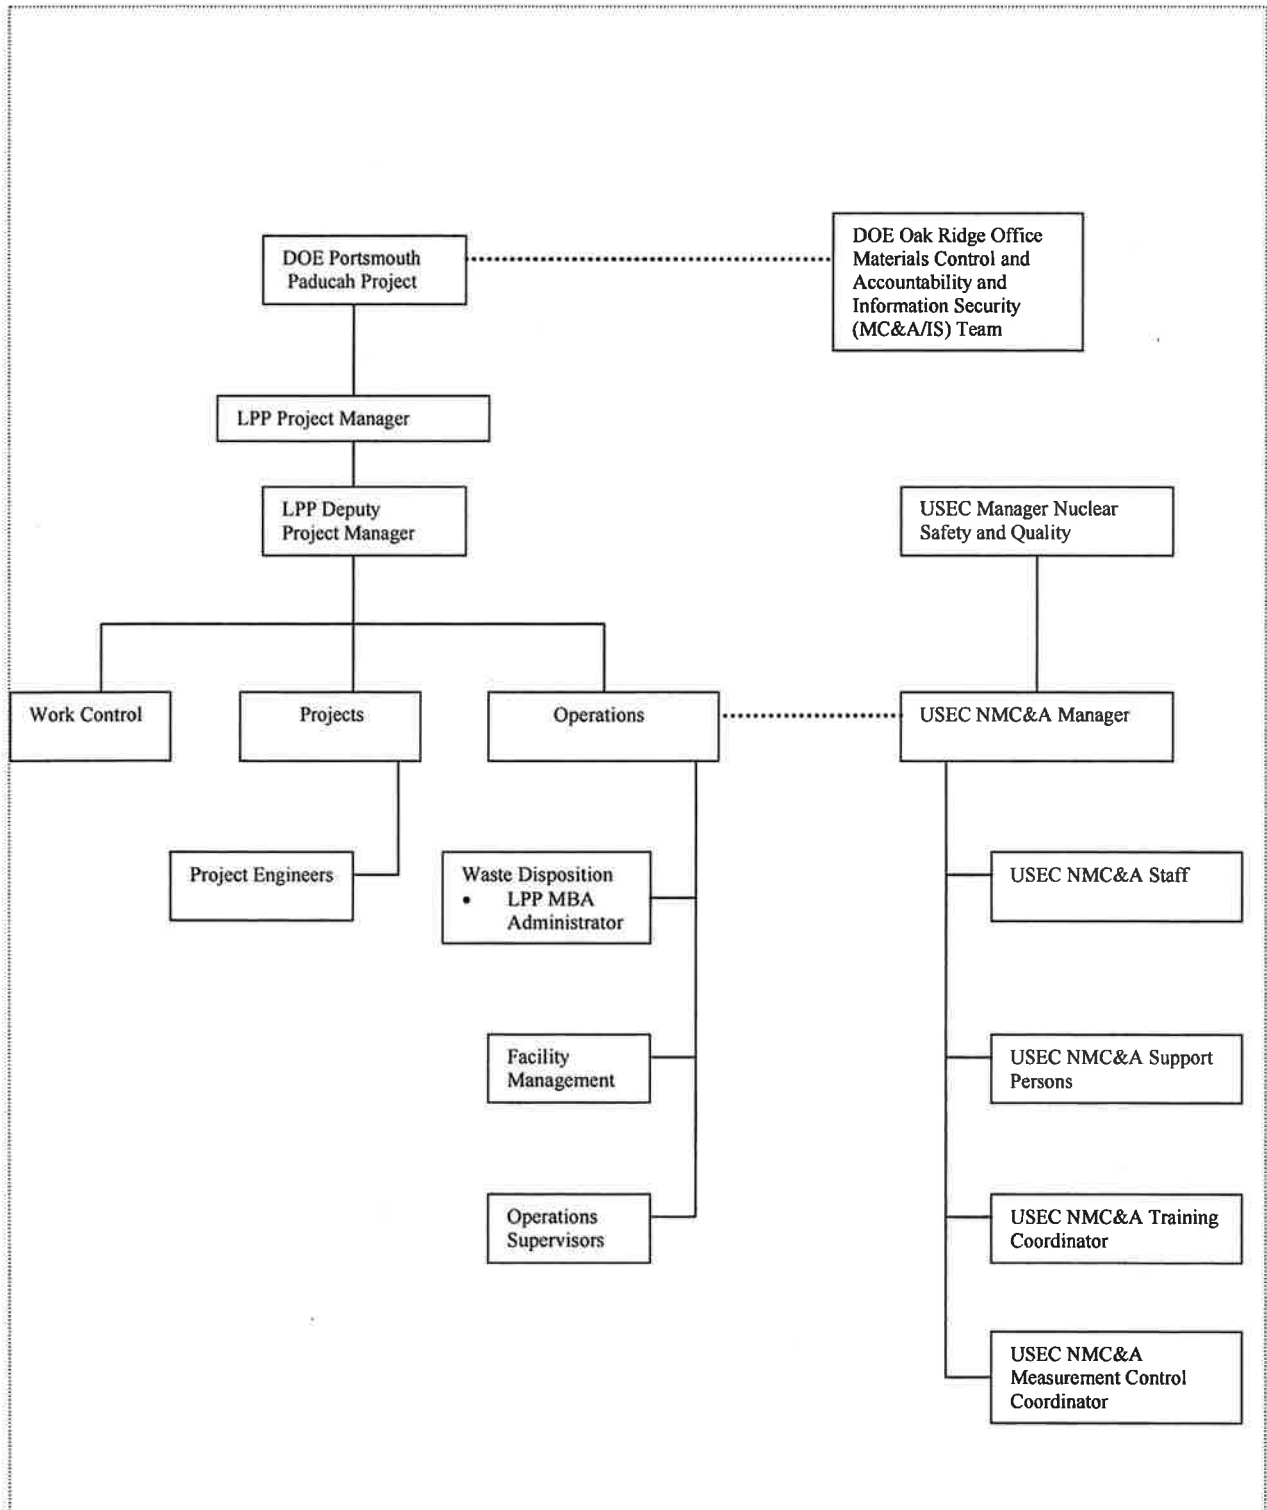 DOE Portsmouth
Paducah Project
DOE Oak Ridge Office
Materials Control and
Accountability and
Information Security
(MC&A/IS) Team
LPP Project Manager
LPP Deputy
Project Manager
USEC Manager Nuclear
Safety and Quality
Work Control
Projects
Operations
USEC NMC&A Manager
Project Engineers
Waste Disposition
• LPP MBA
Administrator
USEC NMC&A Staff
Facility
Management
USEC NMC&A Support
Persons
Operations
Supervisors
USEC NMC&A Training
Coordinator
USEC NMC&A
Measurement Control
Coordinator